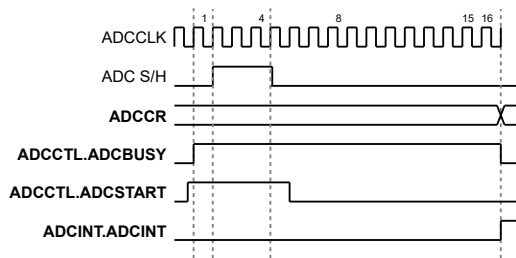 1 4 8 15 16
ADCCLK
ADC S/H
ADCCR
ADCCTL.ADCBUSY
ADCCTL.ADCSTART
ADCINT.ADCINT